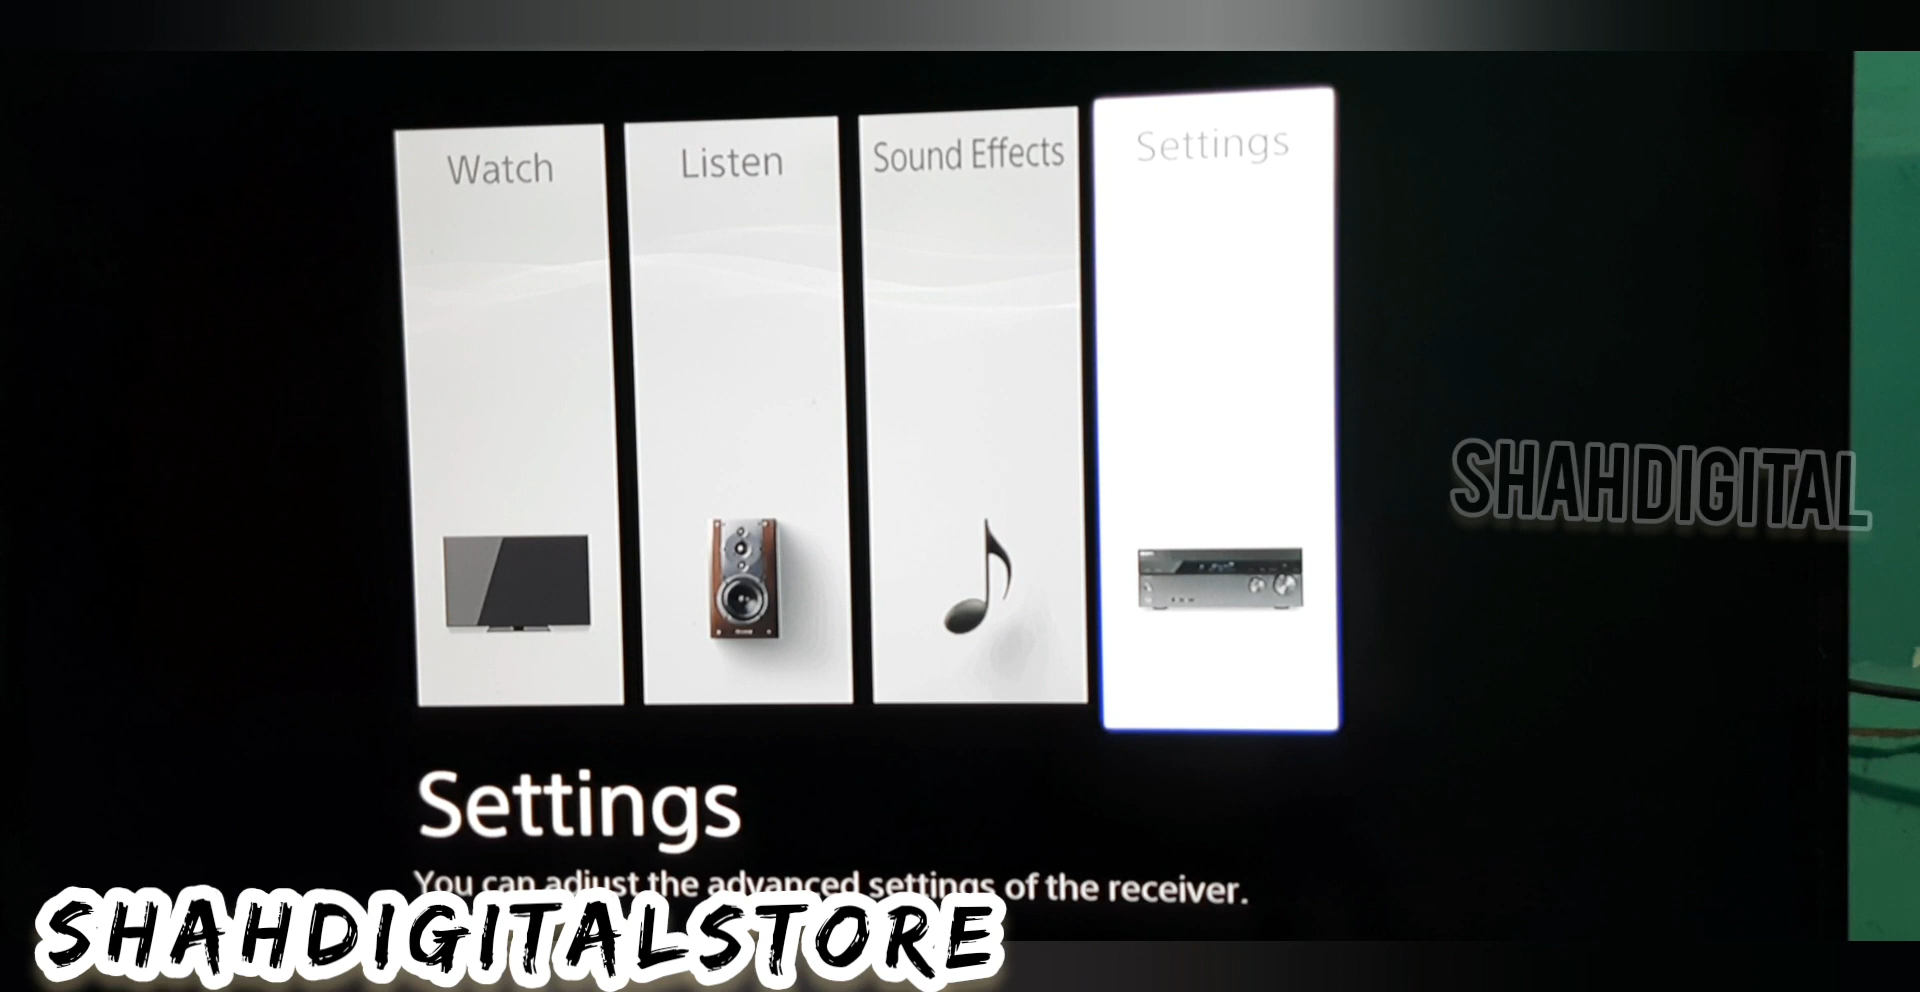 Watch
Listen
Sound Effects
Settings
Settings
You can adjust the advanced settings of the receiver.
SHAHDIGITAL
SHAHDIGITALSTORE